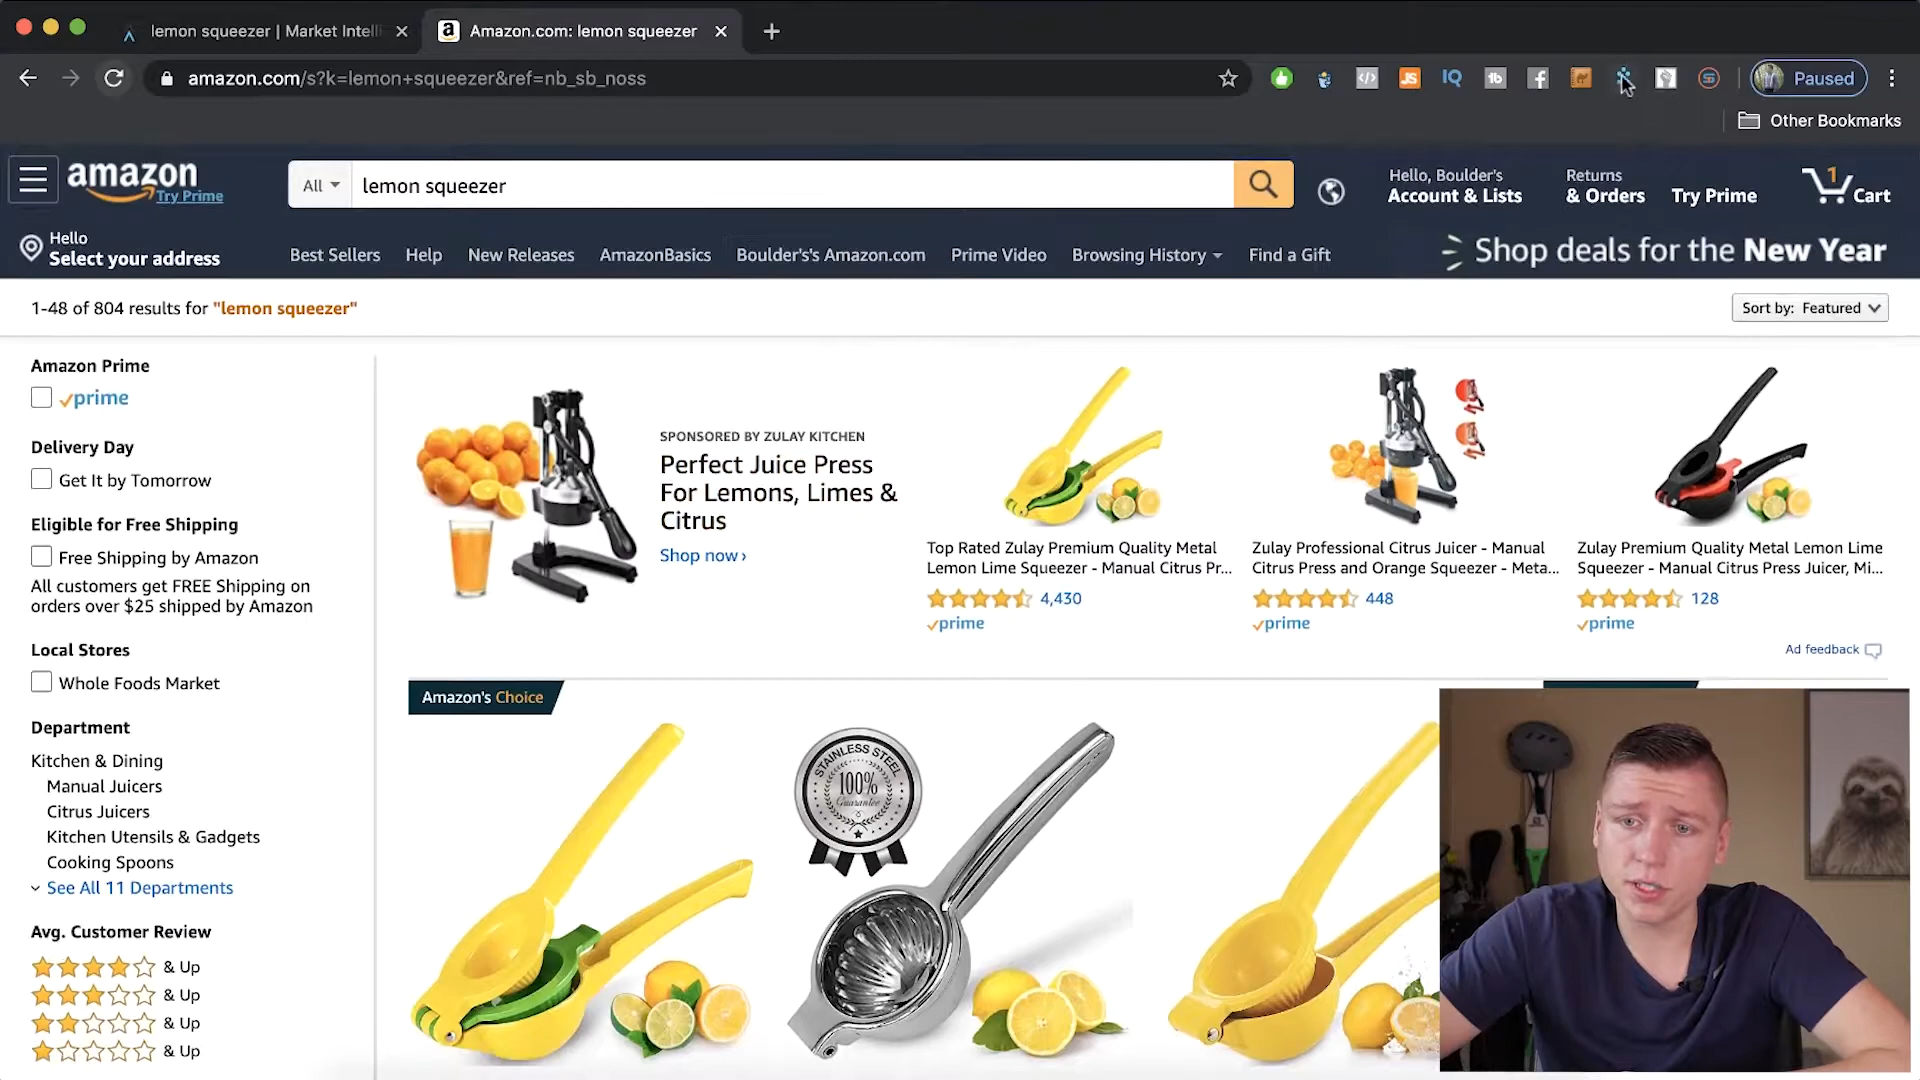 lemon squeezer | Market Intelli
Amazon.com: lemon squeezer
amazon.com/s?k=lemon+squeezer&ref=nb_sb_noss
JS
IQ
Paused
Other Bookmarks
amazon
Try Prime
All
lemon squeezer
Hello, Boulder's
Account & Lists
Returns
& Orders
Try Prime
1
Cart
Hello
Select your address
Best Sellers
Help
New Releases
AmazonBasics
Boulder's's Amazon.com
Prime Video
Browsing History
Find a Gift
Shop deals for the New Year
1-48 of 804 results for "lemon squeezer"
Sort by: Featured
Amazon Prime
prime
Delivery Day
Get It by Tomorrow
Eligible for Free Shipping
Free Shipping by Amazon
All customers get FREE Shipping on
orders over $25 shipped by Amazon
Local Stores
Whole Foods Market
Department
Kitchen & Dining
Manual Juicers
Citrus Juicers
Kitchen Utensils & Gadgets
Cooking Spoons
See All 11 Departments
Avg. Customer Review
& Up
& Up
& Up
& Up
SPONSORED BY ZULAY KITCHEN
Perfect Juice Press
For Lemons, Limes &
Citrus
Shop now ›
Top Rated Zulay Premium Quality Metal
Lemon Lime Squeezer - Manual Citrus Pr...
4,430
prime
Zulay Professional Citrus Juicer - Manual
Citrus Press and Orange Squeezer - Meta...
448
prime
Zulay Premium Quality Metal Lemon Lime
Squeezer - Manual Citrus Press Juicer, Mi...
128
prime
Ad feedback
Amazon's Choice
STAINLESS STEEL
100%
Guarantee